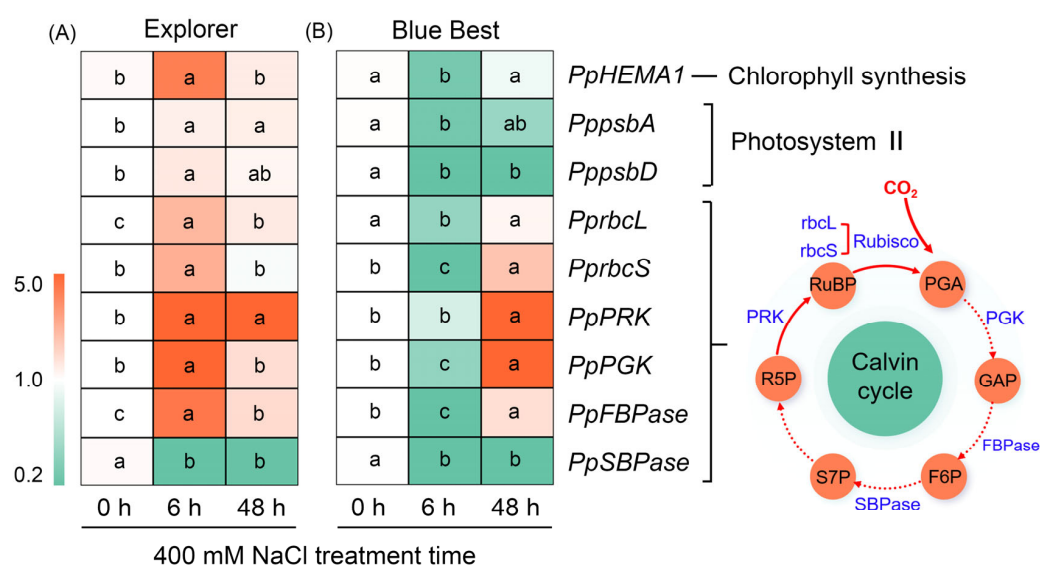 (A) Explorer (B) Blue Best
b a b a b a PpHEMA1 — Chlorophyll synthesis
b a a a b ab PppsbA
Photosystem II
b a ab a b b PppsbD
c a b a b a PprbcL
b a b b c a PprbcS
b a a b b a PpPRK
b a b b c a PpPGK
c a b b c a PpFBPase
a b b a b b PpSBPase
5.0
1.0
0.2
0 h 6 h 48 h 0 h 6 h 48 h
400 mM NaCl treatment time
CO2
rbcL
rbcS
Rubisco
RuBP
PGA
PRK
PGK
R5P
Calvin
cycle
GAP
FBPase
S7P
F6P
SBPase